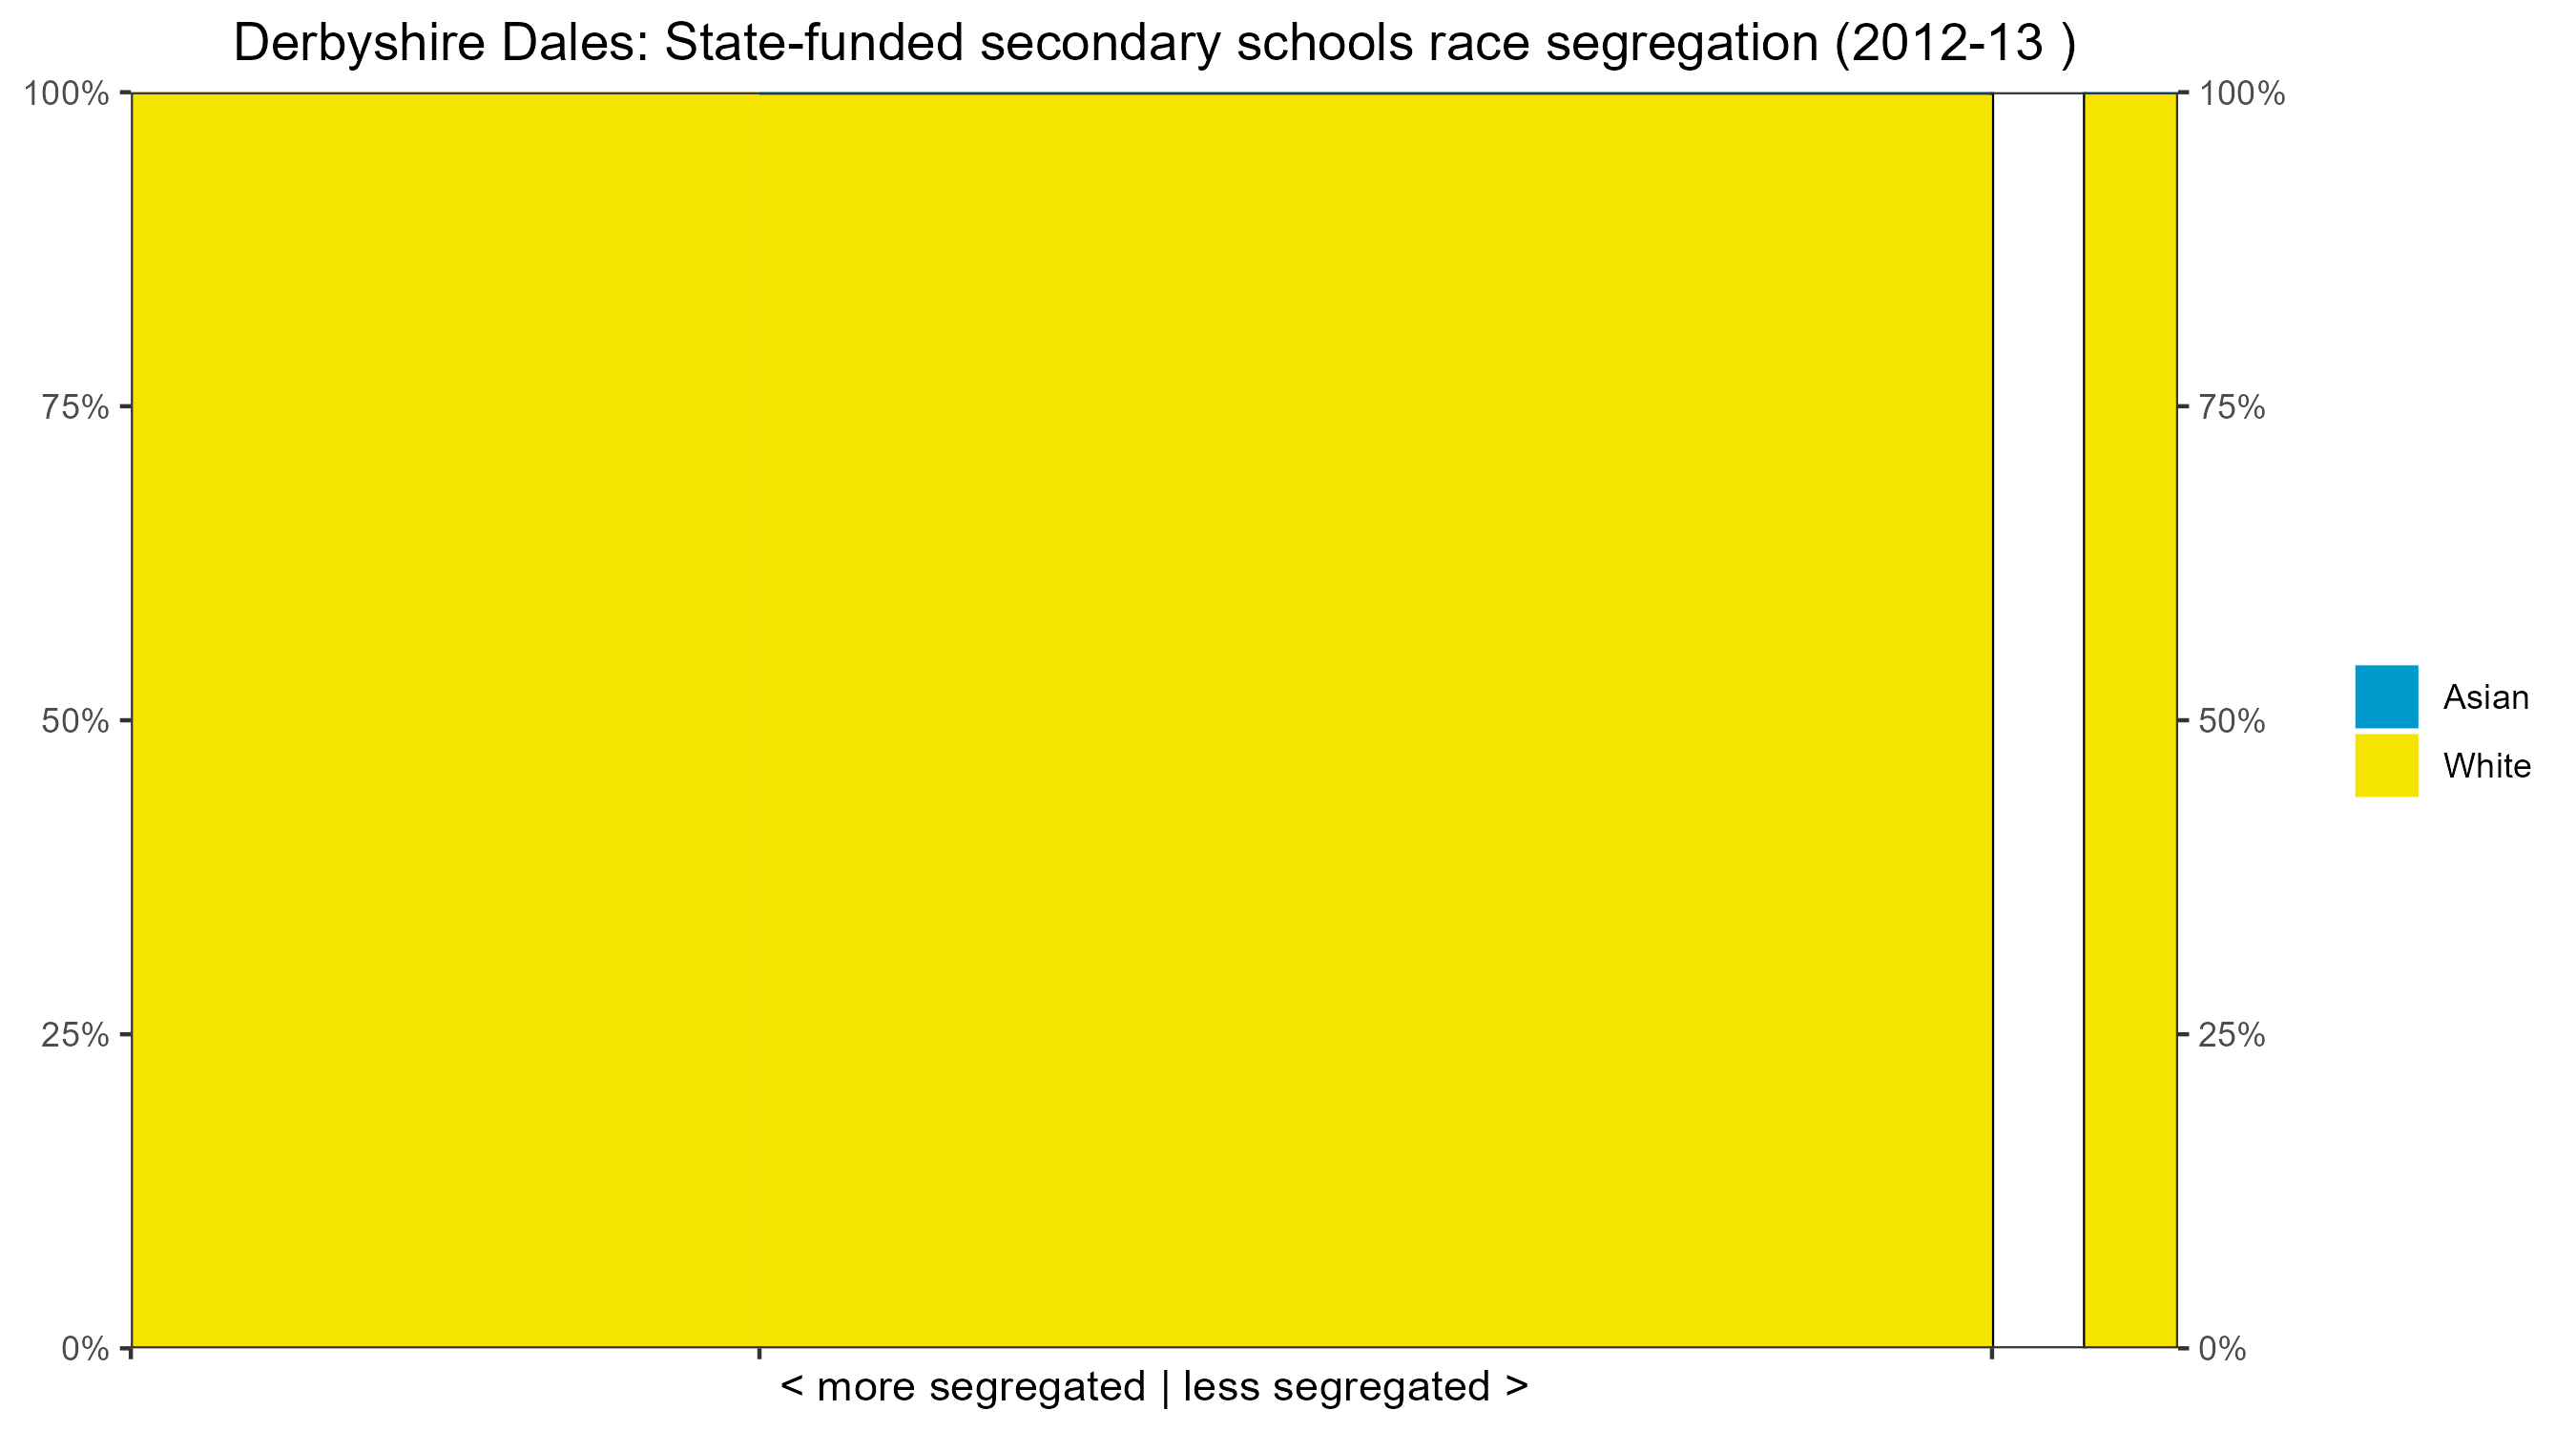 Derbyshire Dales: State-funded secondary schools race segregation (2012-13 )
100%
100%
75%
75%
Asian
50%
50%
White
25%
25%
0%
0%
< more segregated | less segregated >